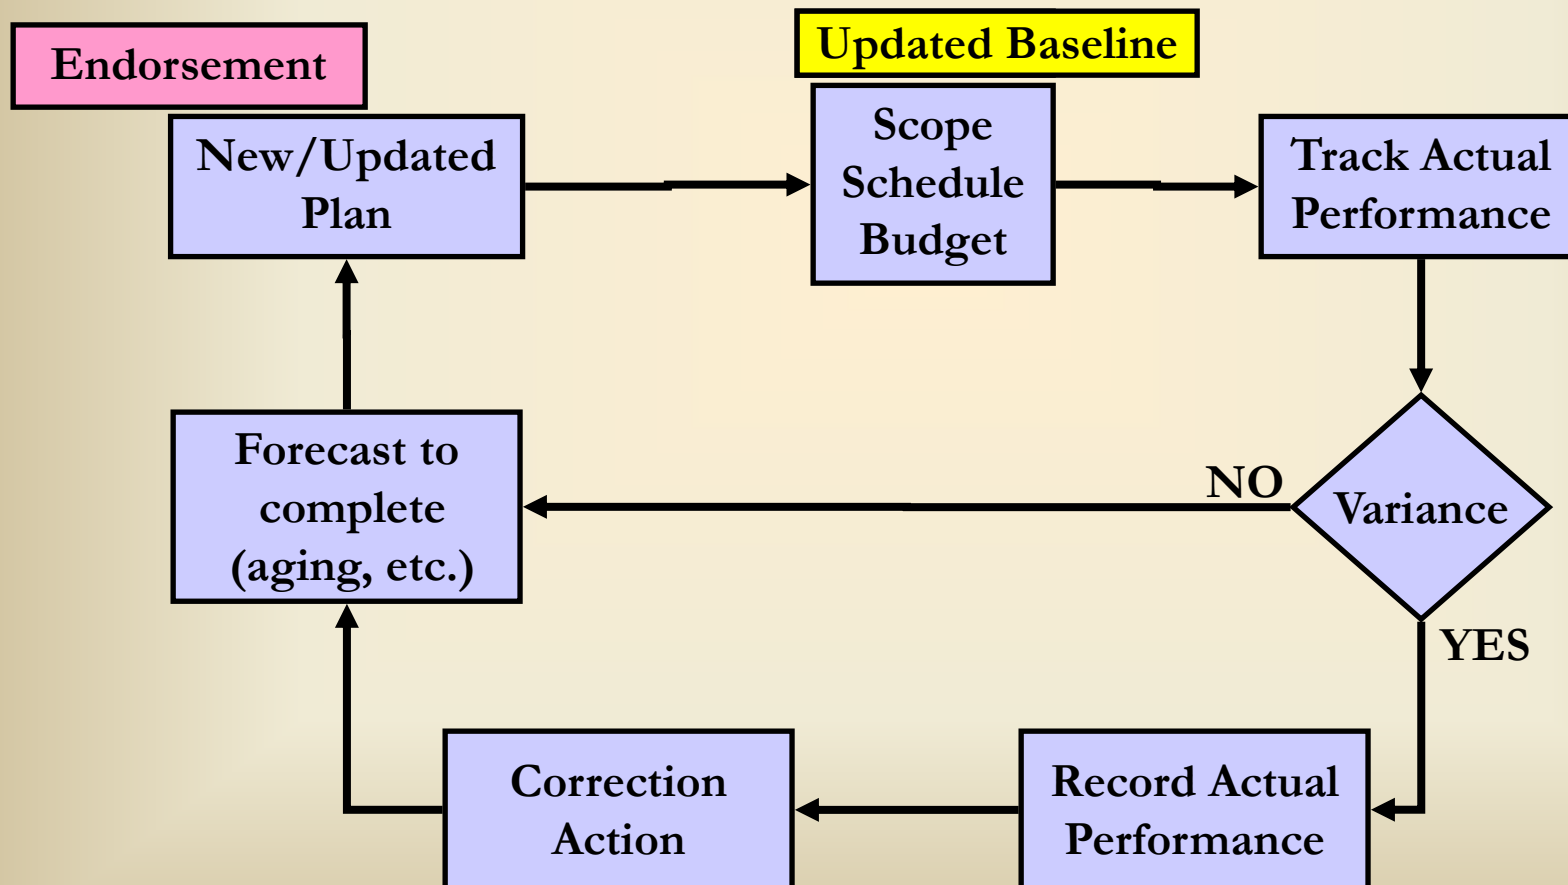 Endorsement
Updated Baseline
New/Updated
Plan
Scope
Schedule
Budget
Track Actual
Performance
Forecast to
complete
(aging, etc.)
NO
Variance
YES
Correction
Action
Record Actual
Performance